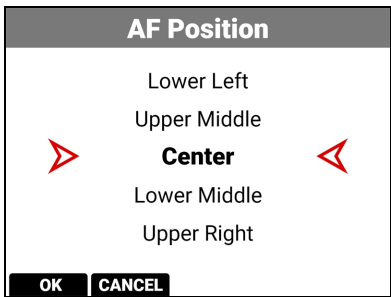 AF Position
Lower Left
Upper Middle
Center
Lower Middle
Upper Right
OK CANCEL